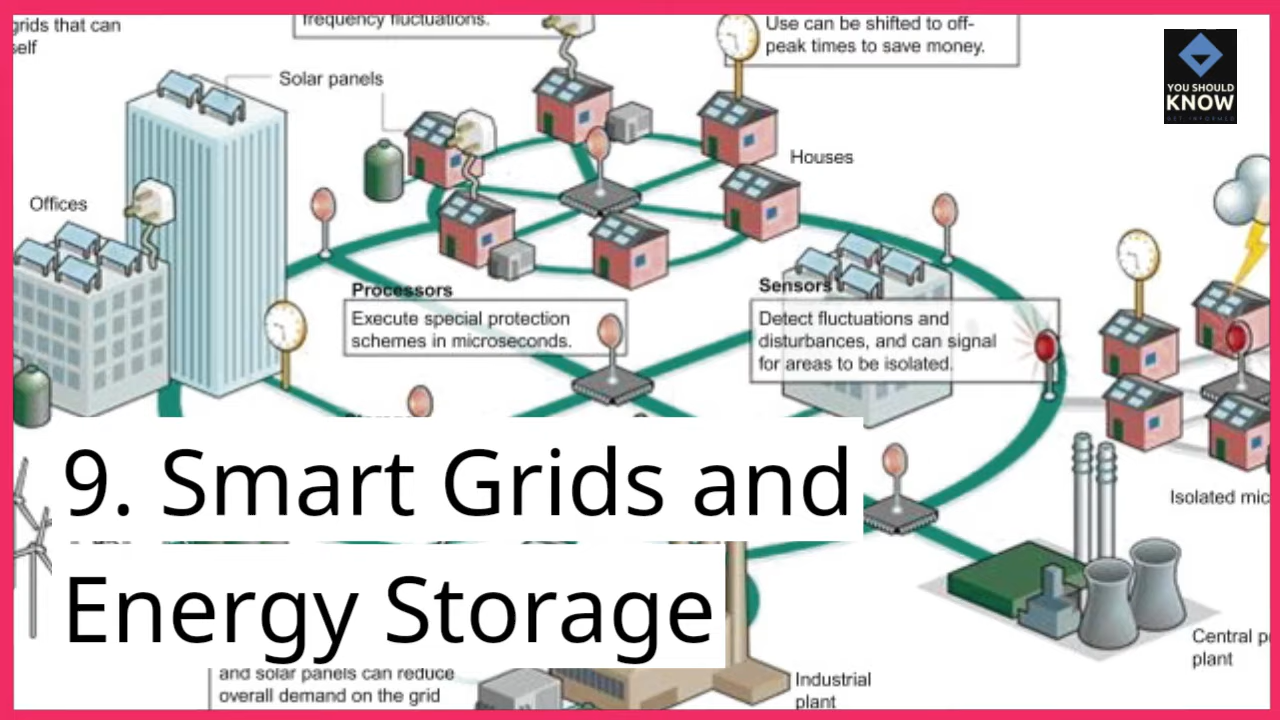 grids that can
self
frequency fluctuations.
Use can be shifted to off-
peak times to save money.
YOU SHOULD
KNOW
GET INFORMED
Solar panels
Houses
Offices
Processors
Execute special protection
schemes in microseconds.
Sensors
Detect fluctuations and
disturbances, and can signal
for areas to be isolated.
9. Smart Grids and
Energy Storage
Isolated
Central
plant
and solar panels can reduce
overall demand on the grid
Industrial
plant